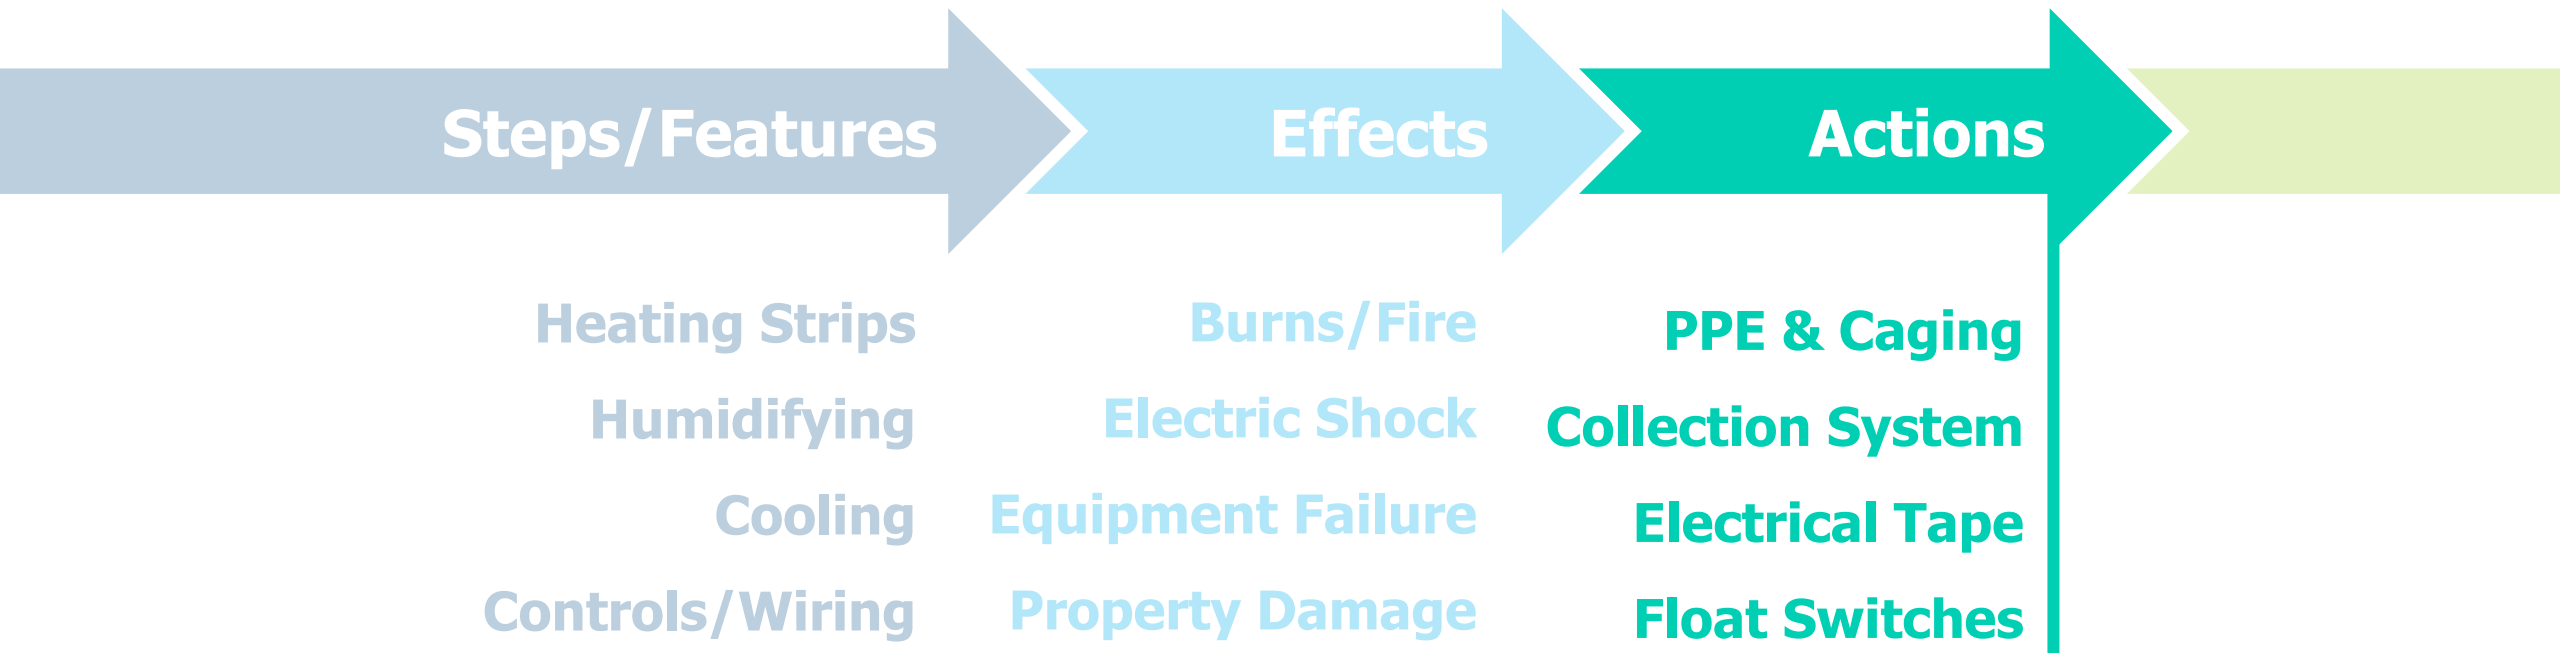 Steps/Features
Effects
Actions
Heating Strips
Humidifying
Cooling
Controls/Wiring
Burns/Fire
Electric Shock
Equipment Failure
Property Damage
PPE & Caging
Collection System
Electrical Tape
Float Switches